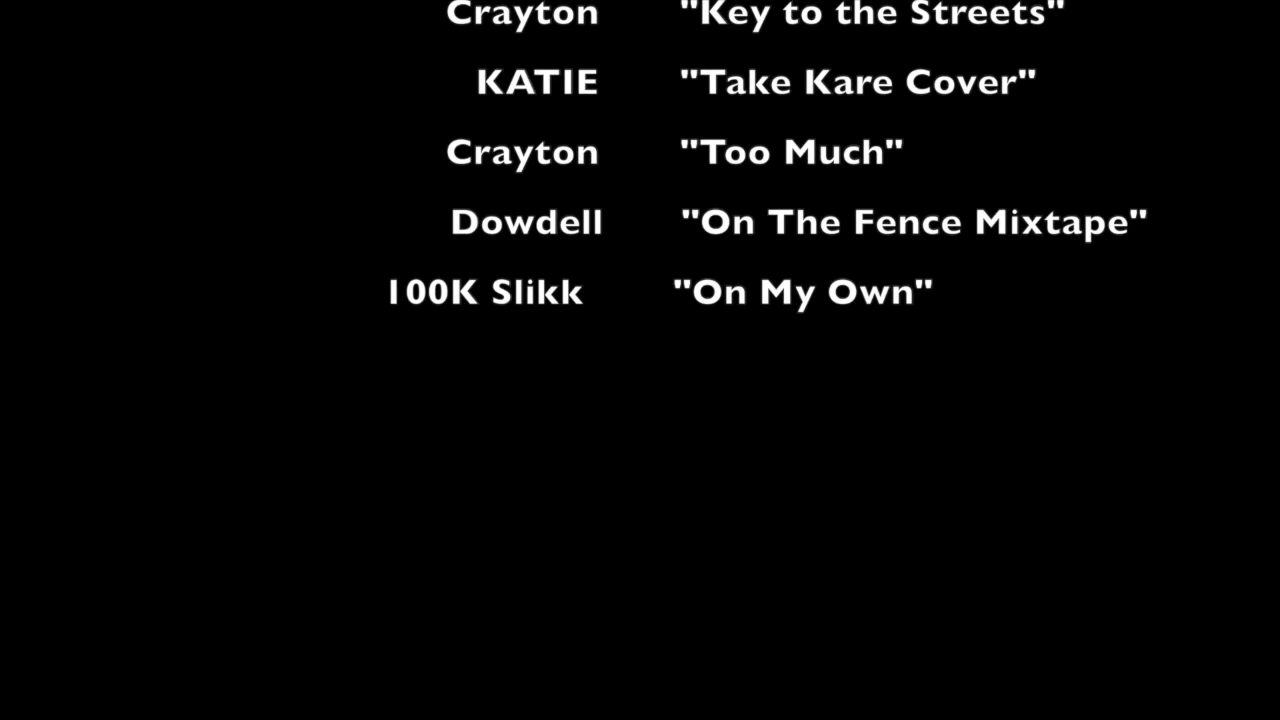 Crayton "Key to the Streets"
KATIE "Take Kare Cover"
Crayton "Too Much"
Dowdell "On The Fence Mixtape"
100K Slikk "On My Own"